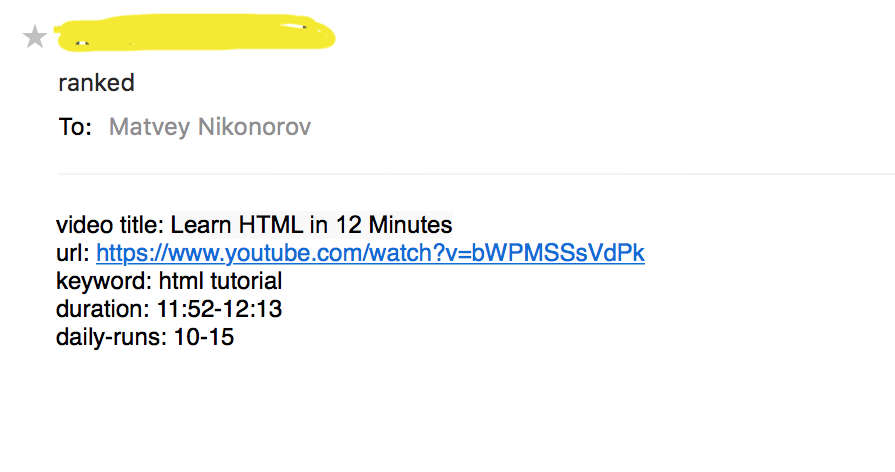 ranked
To: Matvey Nikonorov
video title: Learn HTML in 12 Minutes
url: https://www.youtube.com/watch?v=bWPMSSsVdPk
keyword: html tutorial
duration: 11:52-12:13
daily-runs: 10-15